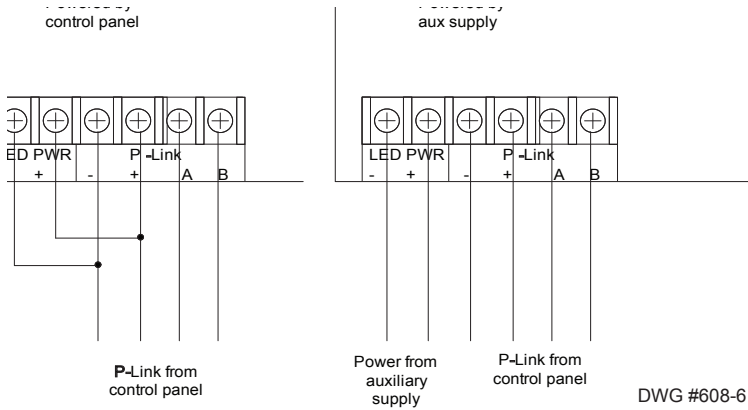 control panel
aux supply
PWR
P-Link
+
-
+
A
B
LED PWR
P-Link
-
+
-
+
A
B
P-Link from
control panel
Power from
auxiliary
supply
P-Link from
control panel
DWG #608-6